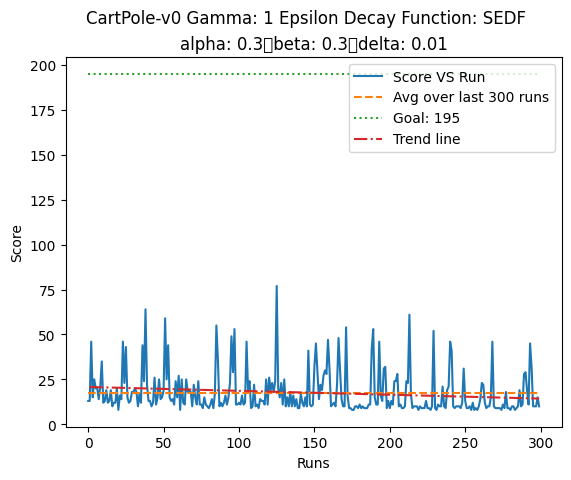 CartPole-v0 Gamma: 1 Epsilon Decay Function: SEDF
alpha: 0.3▯beta: 0.3▯delta: 0.01
200
175
150
125
100
75
50
25
0
Score
Score VS Run
Avg over last 300 runs
Goal: 195
Trend line
0 50 100 150 200 250 300
Runs